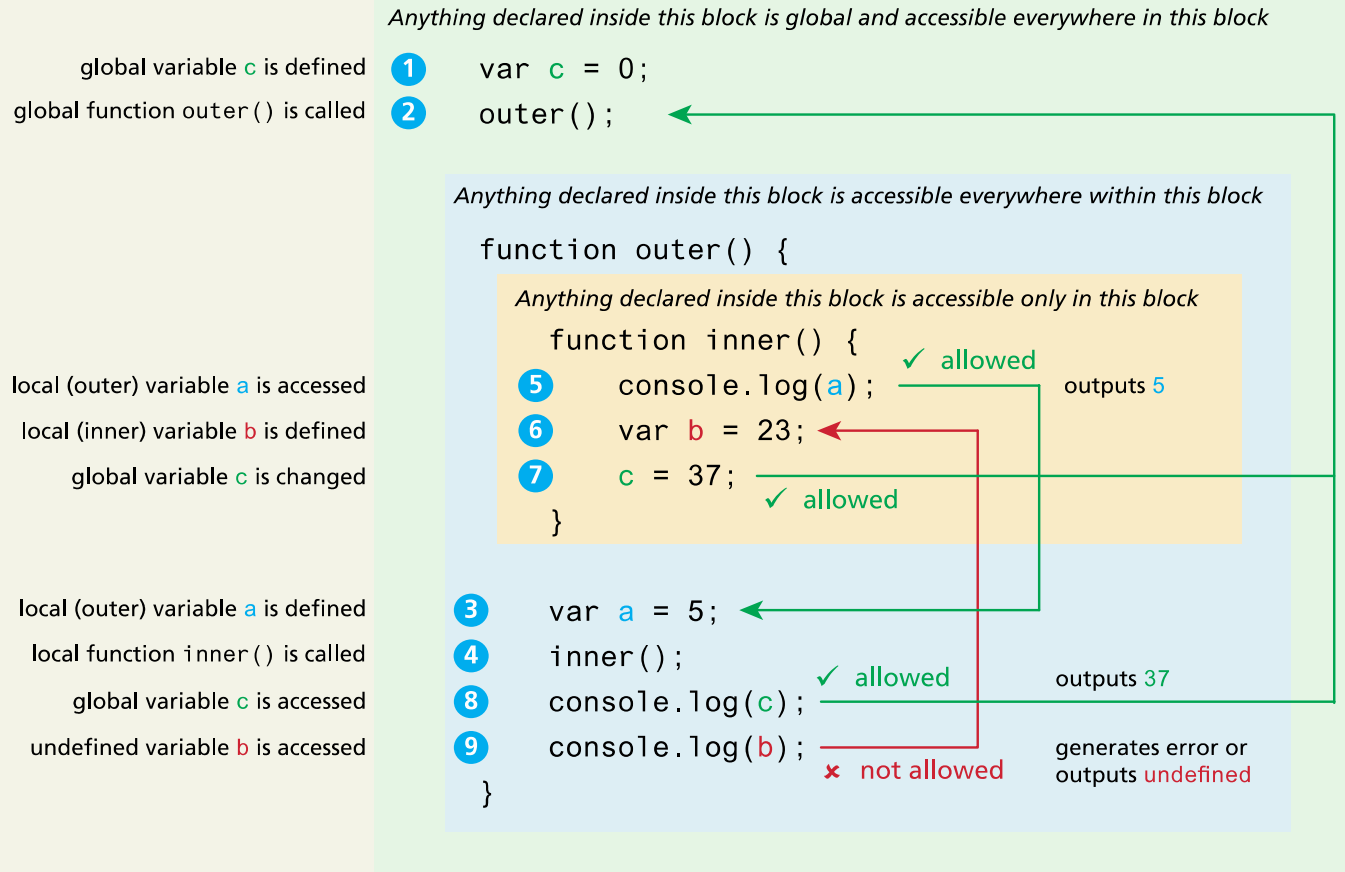 Anything declared inside this block is global and accessible everywhere in this block
global variable c is defined 1 var c = 0;
global function outer() is called 2 outer();
Anything declared inside this block is accessible everywhere within this block
function outer() {
Anything declared inside this block is accessible only in this block
function inner() {
✓ allowed
local (outer) variable a is accessed 5 console.log(a); outputs 5
local (inner) variable b is defined 6 var b = 23;
global variable c is changed 7 c = 37;
✓ allowed
}
local (outer) variable a is defined 3 var a = 5;
local function inner() is called 4 inner();
✓ allowed
global variable c is accessed 8 console.log(c); outputs 37
undefined variable b is accessed 9 console.log(b); generates error or
✘ not allowed outputs undefined
}